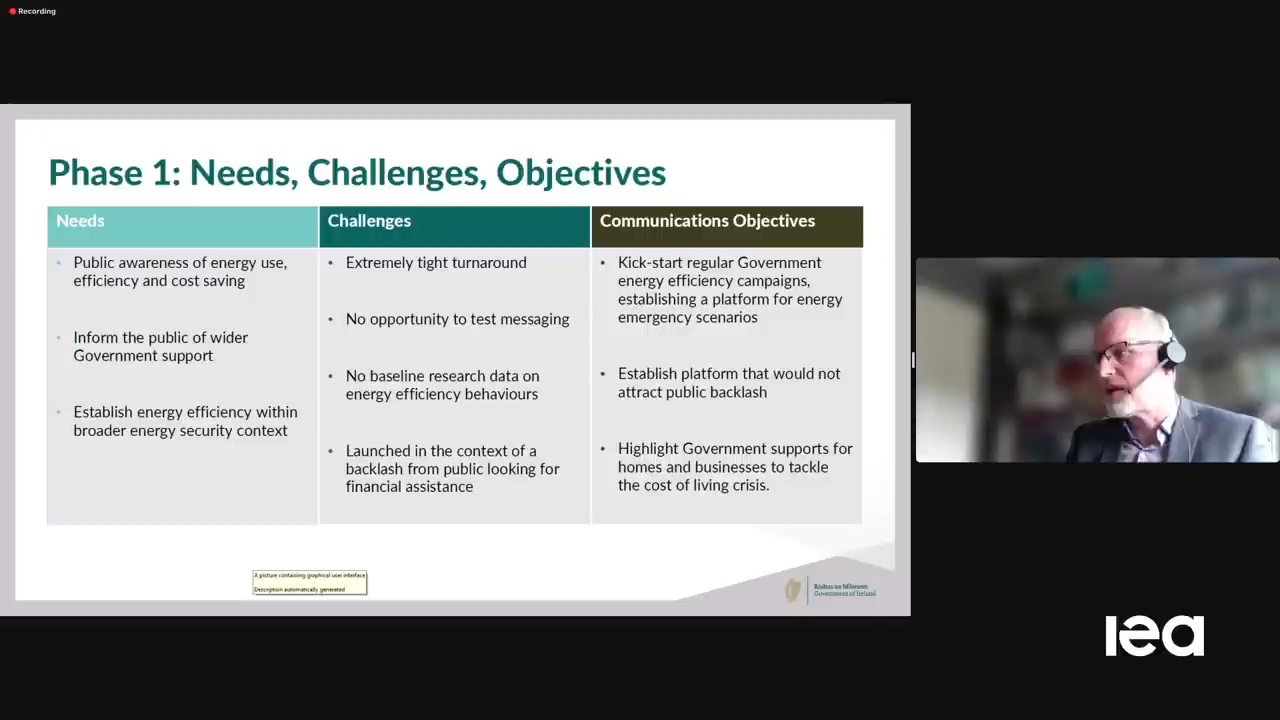 Recording
Phase 1: Needs, Challenges, Objectives
Needs
Public awareness of energy use,
efficiency and cost saving
Inform the public of wider
Government support
Establish energy efficiency within
broader energy security context
Challenges
Extremely tight turnaround
No opportunity to test messaging
No baseline research data on
energy efficiency behaviours
Launched in the context of a
backlash from public looking for
financial assistance
Communications Objectives
Kick-start regular Government
energy efficiency campaigns,
establishing a platform for energy
emergency scenarios
Establish platform that would not
attract public backlash
Highlight Government supports for
homes and businesses to tackle
the cost of living crisis.
A picture containing graphical user interface
Description automatically generated
Rialtas na hÉireann
Government of Ireland
iea